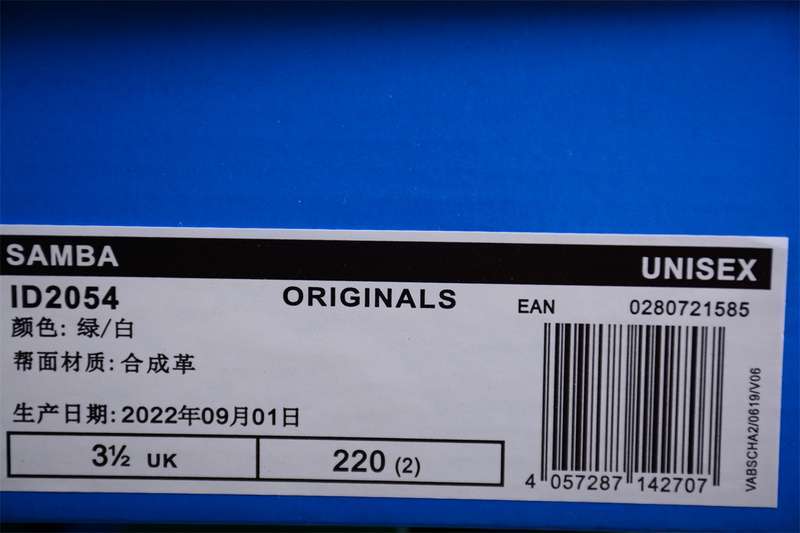 SAMBA
UNISEX
ID2054
ORIGINALS
EAN 0280721585
颜色: 绿/白
帮面材质: 合成革
生产日期: 2022年09月01日
3½ UK
220 (2)
4 057287 142707
VABSCHA2/0619/V06